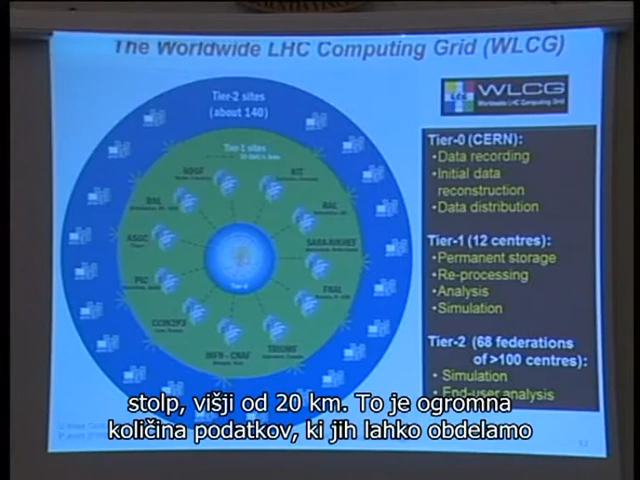 The Worldwide LHC Computing Grid (WLCG)
WLCG
Worldwide LHC Computing Grid
Tier-2 sites
(about 140)
Tier-1 sites
NDGF
KIT
BNL
RAL
ASGC
SARA-NIKHEF
PIC
FNAL
CCIN2P3
TRIUMF
INFN - CNAF
Tier-0
Tier-0 (CERN):
•Data recording
•Initial data
reconstruction
•Data distribution
Tier-1 (12 centres):
•Permanent storage
•Re-processing
•Analysis
•Simulation
Tier-2 (68 federations
of >100 centres):
•Simulation
•End-user analysis
stolp, višji od 20 km. To je ogromna
količina podatkov, ki jih lahko obdelamo